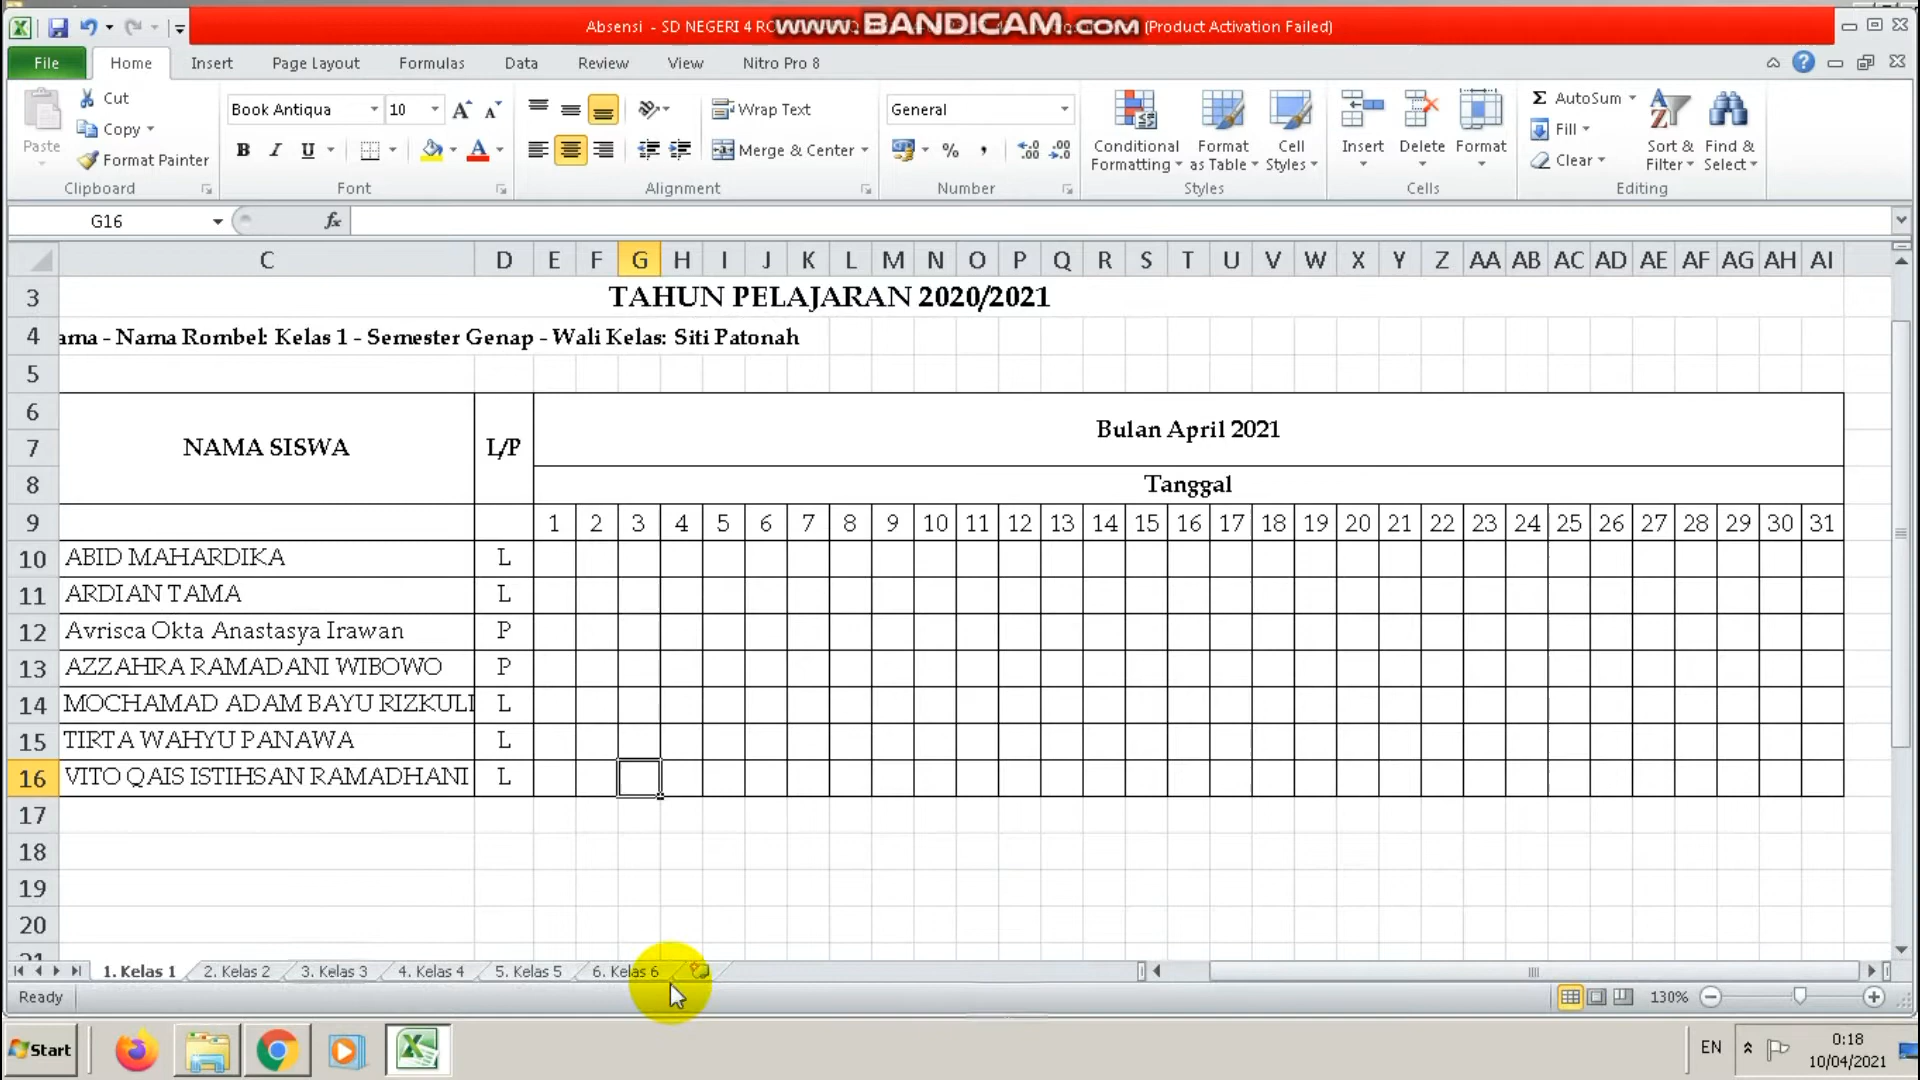 Absensi - SD NEGERI 4 RO www.BANDICAM.com (Product Activation Failed)
File Home Insert Page Layout Formulas Data Review View Nitro Pro 8
Paste
Cut
Copy
Format Painter
Clipboard
Book Antiqua 10
B I U A
Font
Wrap Text
Merge & Center
Alignment
General
%
Number
Conditional Formatting
Format as Table
Cell Styles
Styles
Insert Delete Format
Cells
AutoSum
Fill
Clear
Sort & Filter
Find & Select
Editing
G16 fx
C D E F G H I J K L M N O P Q R S T U V W X Y Z AA AB AC AD AE AF AG AH AI
3 TAHUN PELAJARAN 2020/2021
4 ama - Nama Rombel: Kelas 1 - Semester Genap - Wali Kelas: Siti Patonah
5
6
Bulan April 2021
7 NAMA SISWA L/P
8 Tanggal
9 1 2 3 4 5 6 7 8 9 10 11 12 13 14 15 16 17 18 19 20 21 22 23 24 25 26 27 28 29 30 31
10 ABID MAHARDIKA L
11 ARDIAN TAMA L
12 Avrisca Okta Anastasya Irawan P
13 AZZAHRA RAMADANI WIBOWO P
14 MOCHAMAD ADAM BAYU RIZKULI L
15 TIRTA WAHYU PANAWA L
16 VITO QAIS ISTIHSAN RAMADHANI L
17
18
19
20
21
1. Kelas 1 2. Kelas 2 3. Kelas 3 4. Kelas 4 5. Kelas 5 6. Kelas 6
Ready 130%
Start EN 0:18
10/04/2021